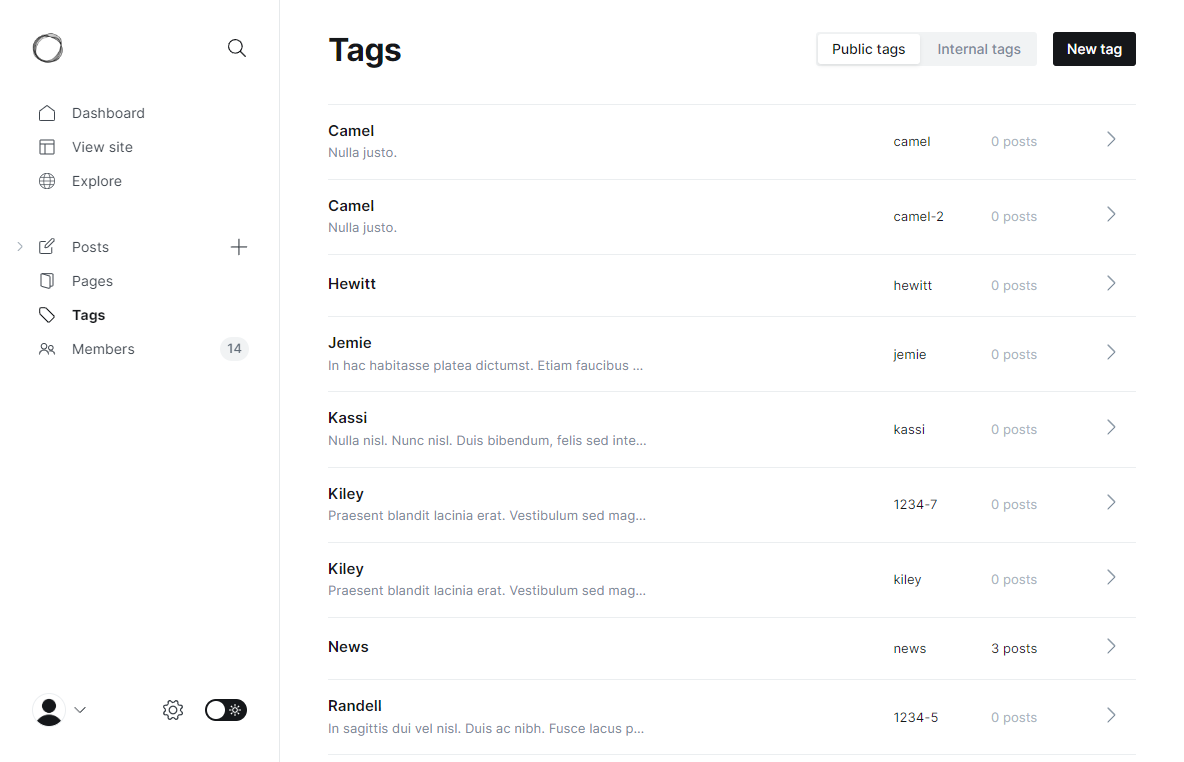 Tags
Public tags Internal tags New tag
Dashboard
View site
Explore
Posts
Pages
Tags
Members 14
Camel
Nulla justo.
camel 0 posts
Camel
Nulla justo.
camel-2 0 posts
Hewitt
hewitt 0 posts
Jemie
In hac habitasse platea dictumst. Etiam faucibus ...
jemie 0 posts
Kassi
Nulla nisl. Nunc nisl. Duis bibendum, felis sed inte...
kassi 0 posts
Kiley
Praesent blandit lacinia erat. Vestibulum sed mag...
1234-7 0 posts
Kiley
Praesent blandit lacinia erat. Vestibulum sed mag...
kiley 0 posts
News
news 3 posts
Randell
In sagittis dui vel nisl. Duis ac nibh. Fusce lacus p...
1234-5 0 posts